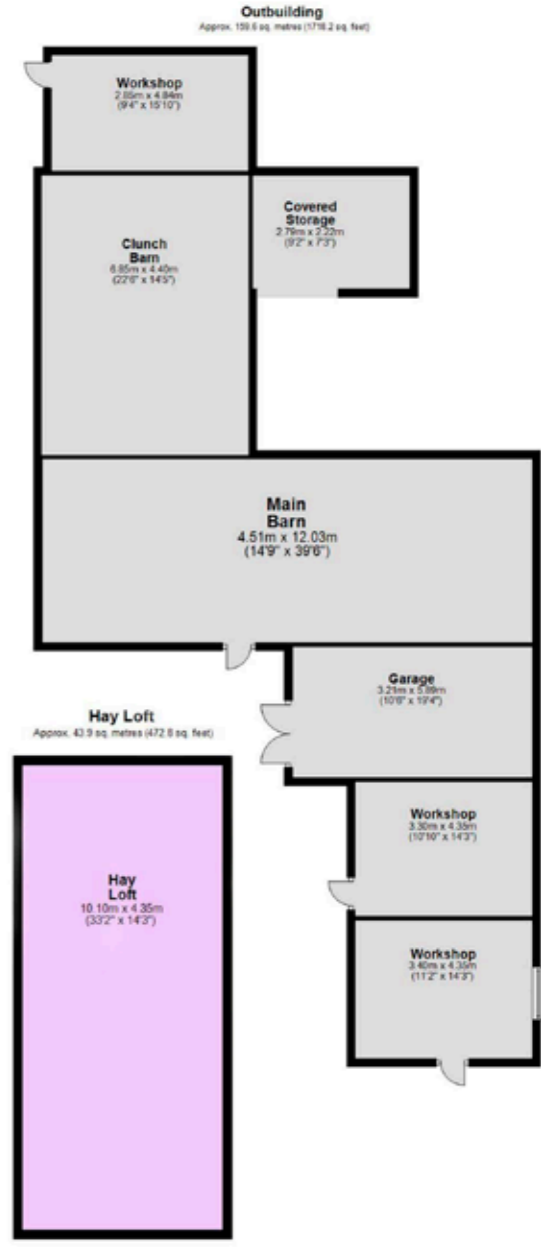 Outbuilding
Approx. 159.6 sq. metres (1718.2 sq. feet)
Workshop
2.85m x 4.84m
(9'4" x 15'10")
Covered
Storage
2.79m x 2.22m
(9'2" x 7'3")
Clunch
Barn
6.85m x 4.40m
(22'6" x 14'5")
Main
Barn
4.51m x 12.03m
(14'9" x 39'6")
Garage
3.21m x 5.89m
(10'6" x 19'4")
Hay Loft
Approx. 43.9 sq. metres (472.8 sq. feet)
Workshop
3.30m x 4.35m
(10'10" x 14'3")
Hay
Loft
10.10m x 4.35m
(33'2" x 14'3")
Workshop
3.40m x 4.35m
(11'2" x 14'3")